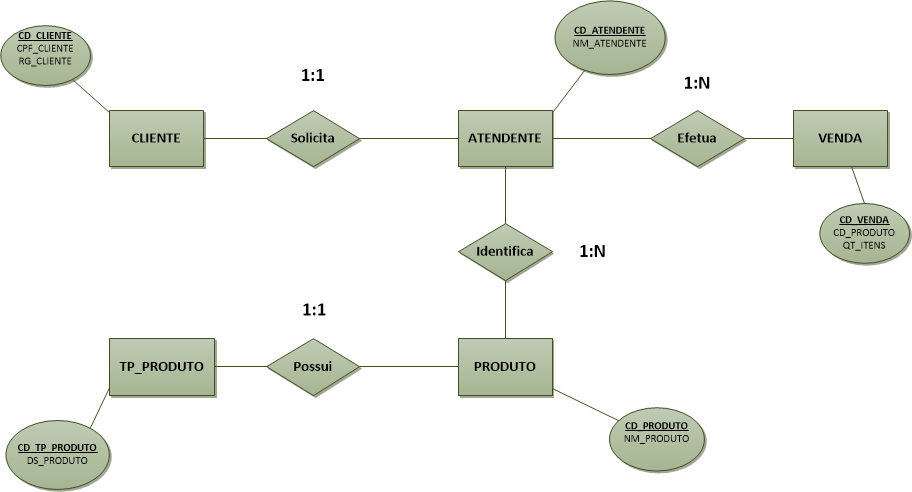 CD_CLIENTE
CPF_CLIENTE
RG_CLIENTE
CD_ATENDENTE
NM_ATENDENTE
1:1
1:N
CLIENTE
Solicita
ATENDENTE
Efetua
VENDA
CD_VENDA
CD_PRODUTO
QT_ITENS
Identifica
1:N
1:1
TP_PRODUTO
Possui
PRODUTO
CD_TP_PRODUTO
DS_PRODUTO
CD_PRODUTO
NM_PRODUTO